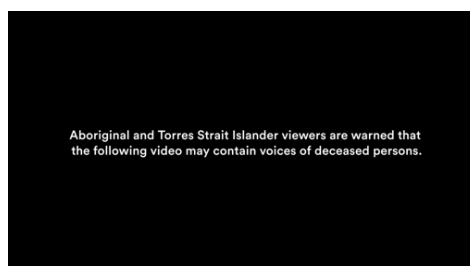 Aboriginal and Torres Strait Islander viewers are warned that
the following video may contain voices of deceased persons.